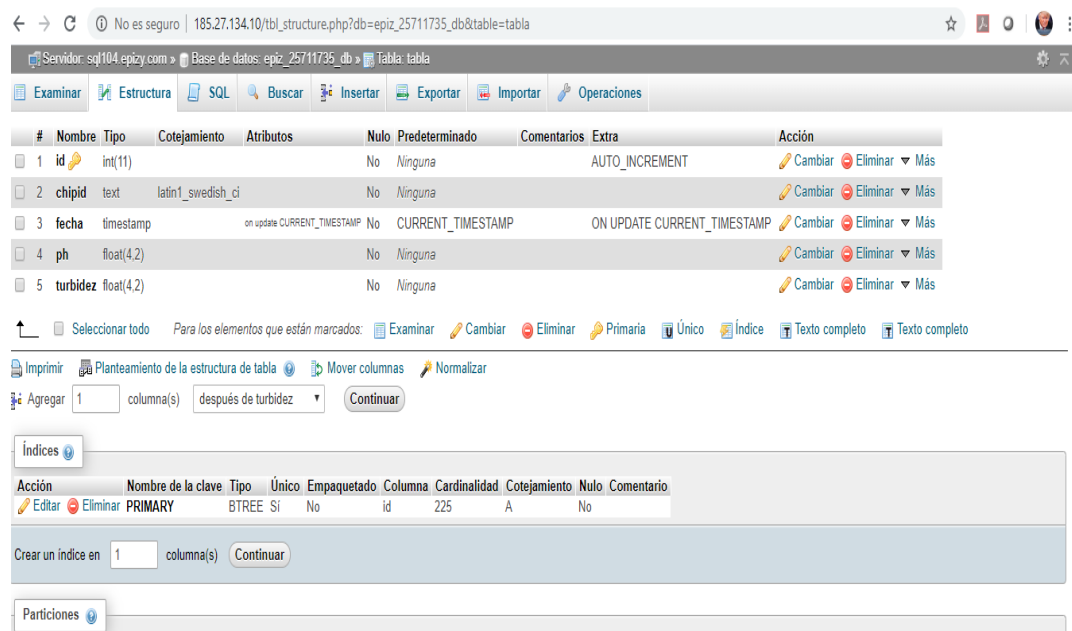 No es seguro | 185.27.134.10/tbl_structure.php?db=epiz_25711735_db&table=tabla
Servidor: sql104.epizy.com » Base de datos: epiz_25711735_db » Tabla: tabla
Examinar Estructura SQL Buscar Insertar Exportar Importar Operaciones
# Nombre Tipo Cotejamiento Atributos Nulo Predeterminado Comentarios Extra Acción
1 id int(11) No Ninguna AUTO_INCREMENT Cambiar Eliminar Más
2 chipid text latin1_swedish_ci No Ninguna Cambiar Eliminar Más
3 fecha timestamp on update CURRENT_TIMESTAMP No CURRENT_TIMESTAMP ON UPDATE CURRENT_TIMESTAMP Cambiar Eliminar Más
4 ph float(4,2) No Ninguna Cambiar Eliminar Más
5 turbidez float(4,2) No Ninguna Cambiar Eliminar Más
Seleccionar todo Para los elementos que están marcados: Examinar Cambiar Eliminar Primaria Único Índice Texto completo Texto completo
Imprimir Planteamiento de la estructura de tabla Mover columnas Normalizar
Agregar 1 columna(s) después de turbidez Continuar
Índices
Acción Nombre de la clave Tipo Único Empaquetado Columna Cardinalidad Cotejamiento Nulo Comentario
Editar Eliminar PRIMARY BTREE Sí No id 225 A No
Crear un índice en 1 columna(s) Continuar
Particiones